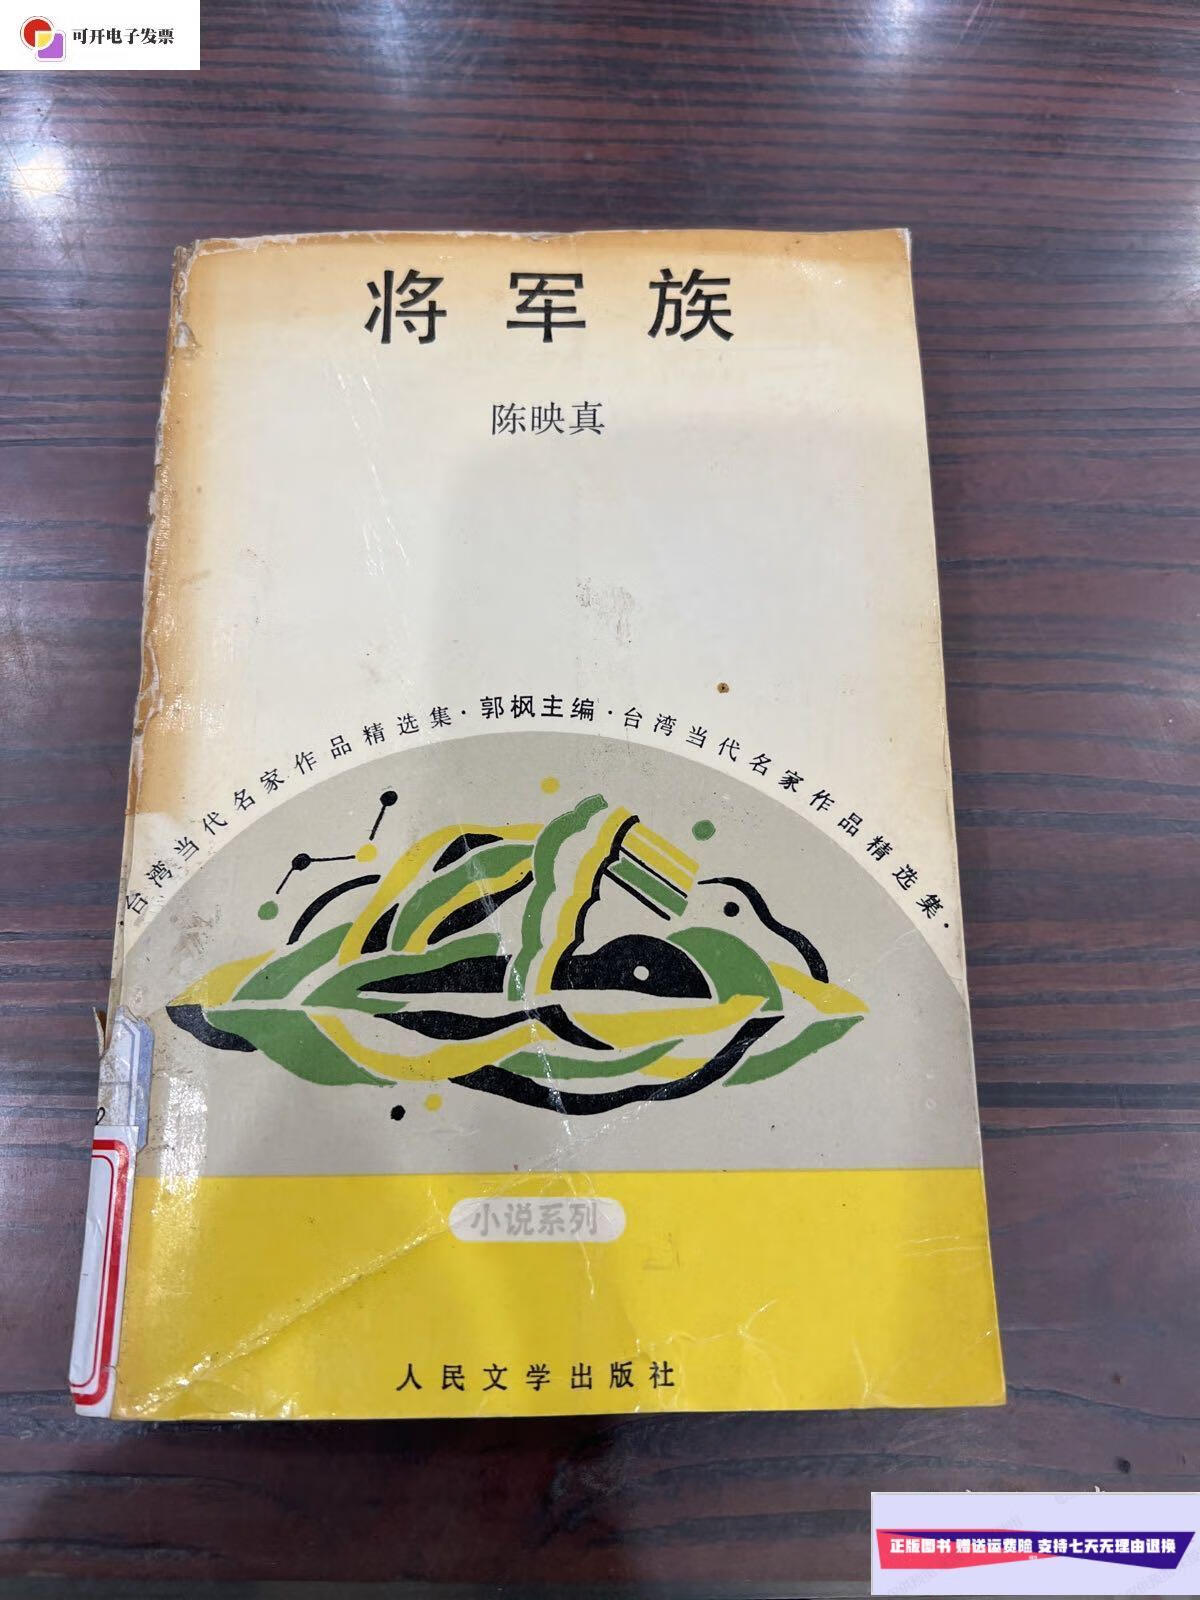 可开电子发票
将军族
陈映真
台湾当代名家作品精选集·郭枫主编·台湾当代名家作品精选集·
小说系列
人民文学出版社
正版图书 赠送运费险 支持七天无理由退换